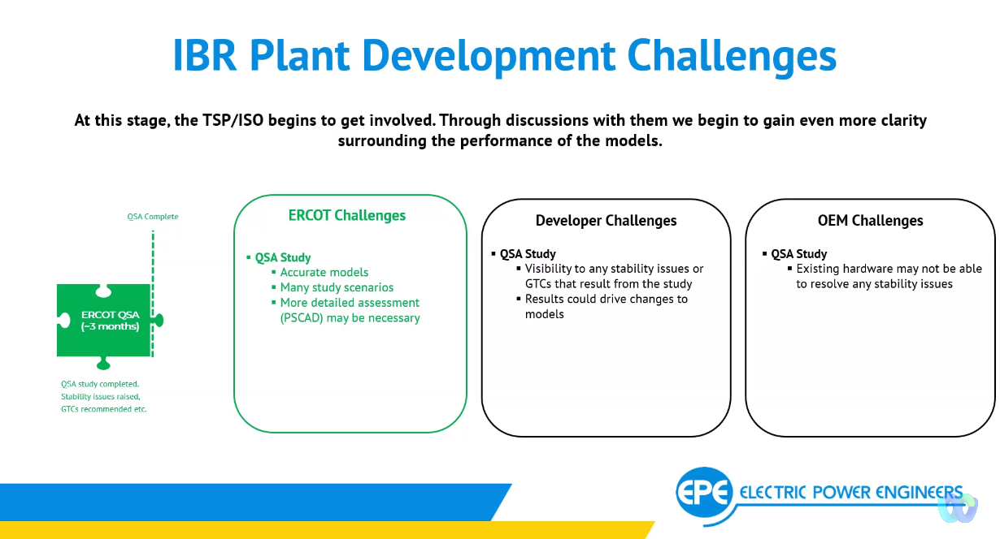 IBR Plant Development Challenges
At this stage, the TSP/ISO begins to get involved. Through discussions with them we begin to gain even more clarity
surrounding the performance of the models.
QSA Complete
ERCOT QSA
(~3 months)
QSA study completed.
Stability issues raised,
GTCs recommended etc.
ERCOT Challenges
▪ QSA Study
▪ Accurate models
▪ Many study scenarios
▪ More detailed assessment
(PSCAD) may be necessary
Developer Challenges
▪ QSA Study
▪ Visibility to any stability issues or
GTCs that result from the study
▪ Results could drive changes to
models
OEM Challenges
▪ QSA Study
▪ Existing hardware may not be able
to resolve any stability issues
EPE ELECTRIC POWER ENGINEERS